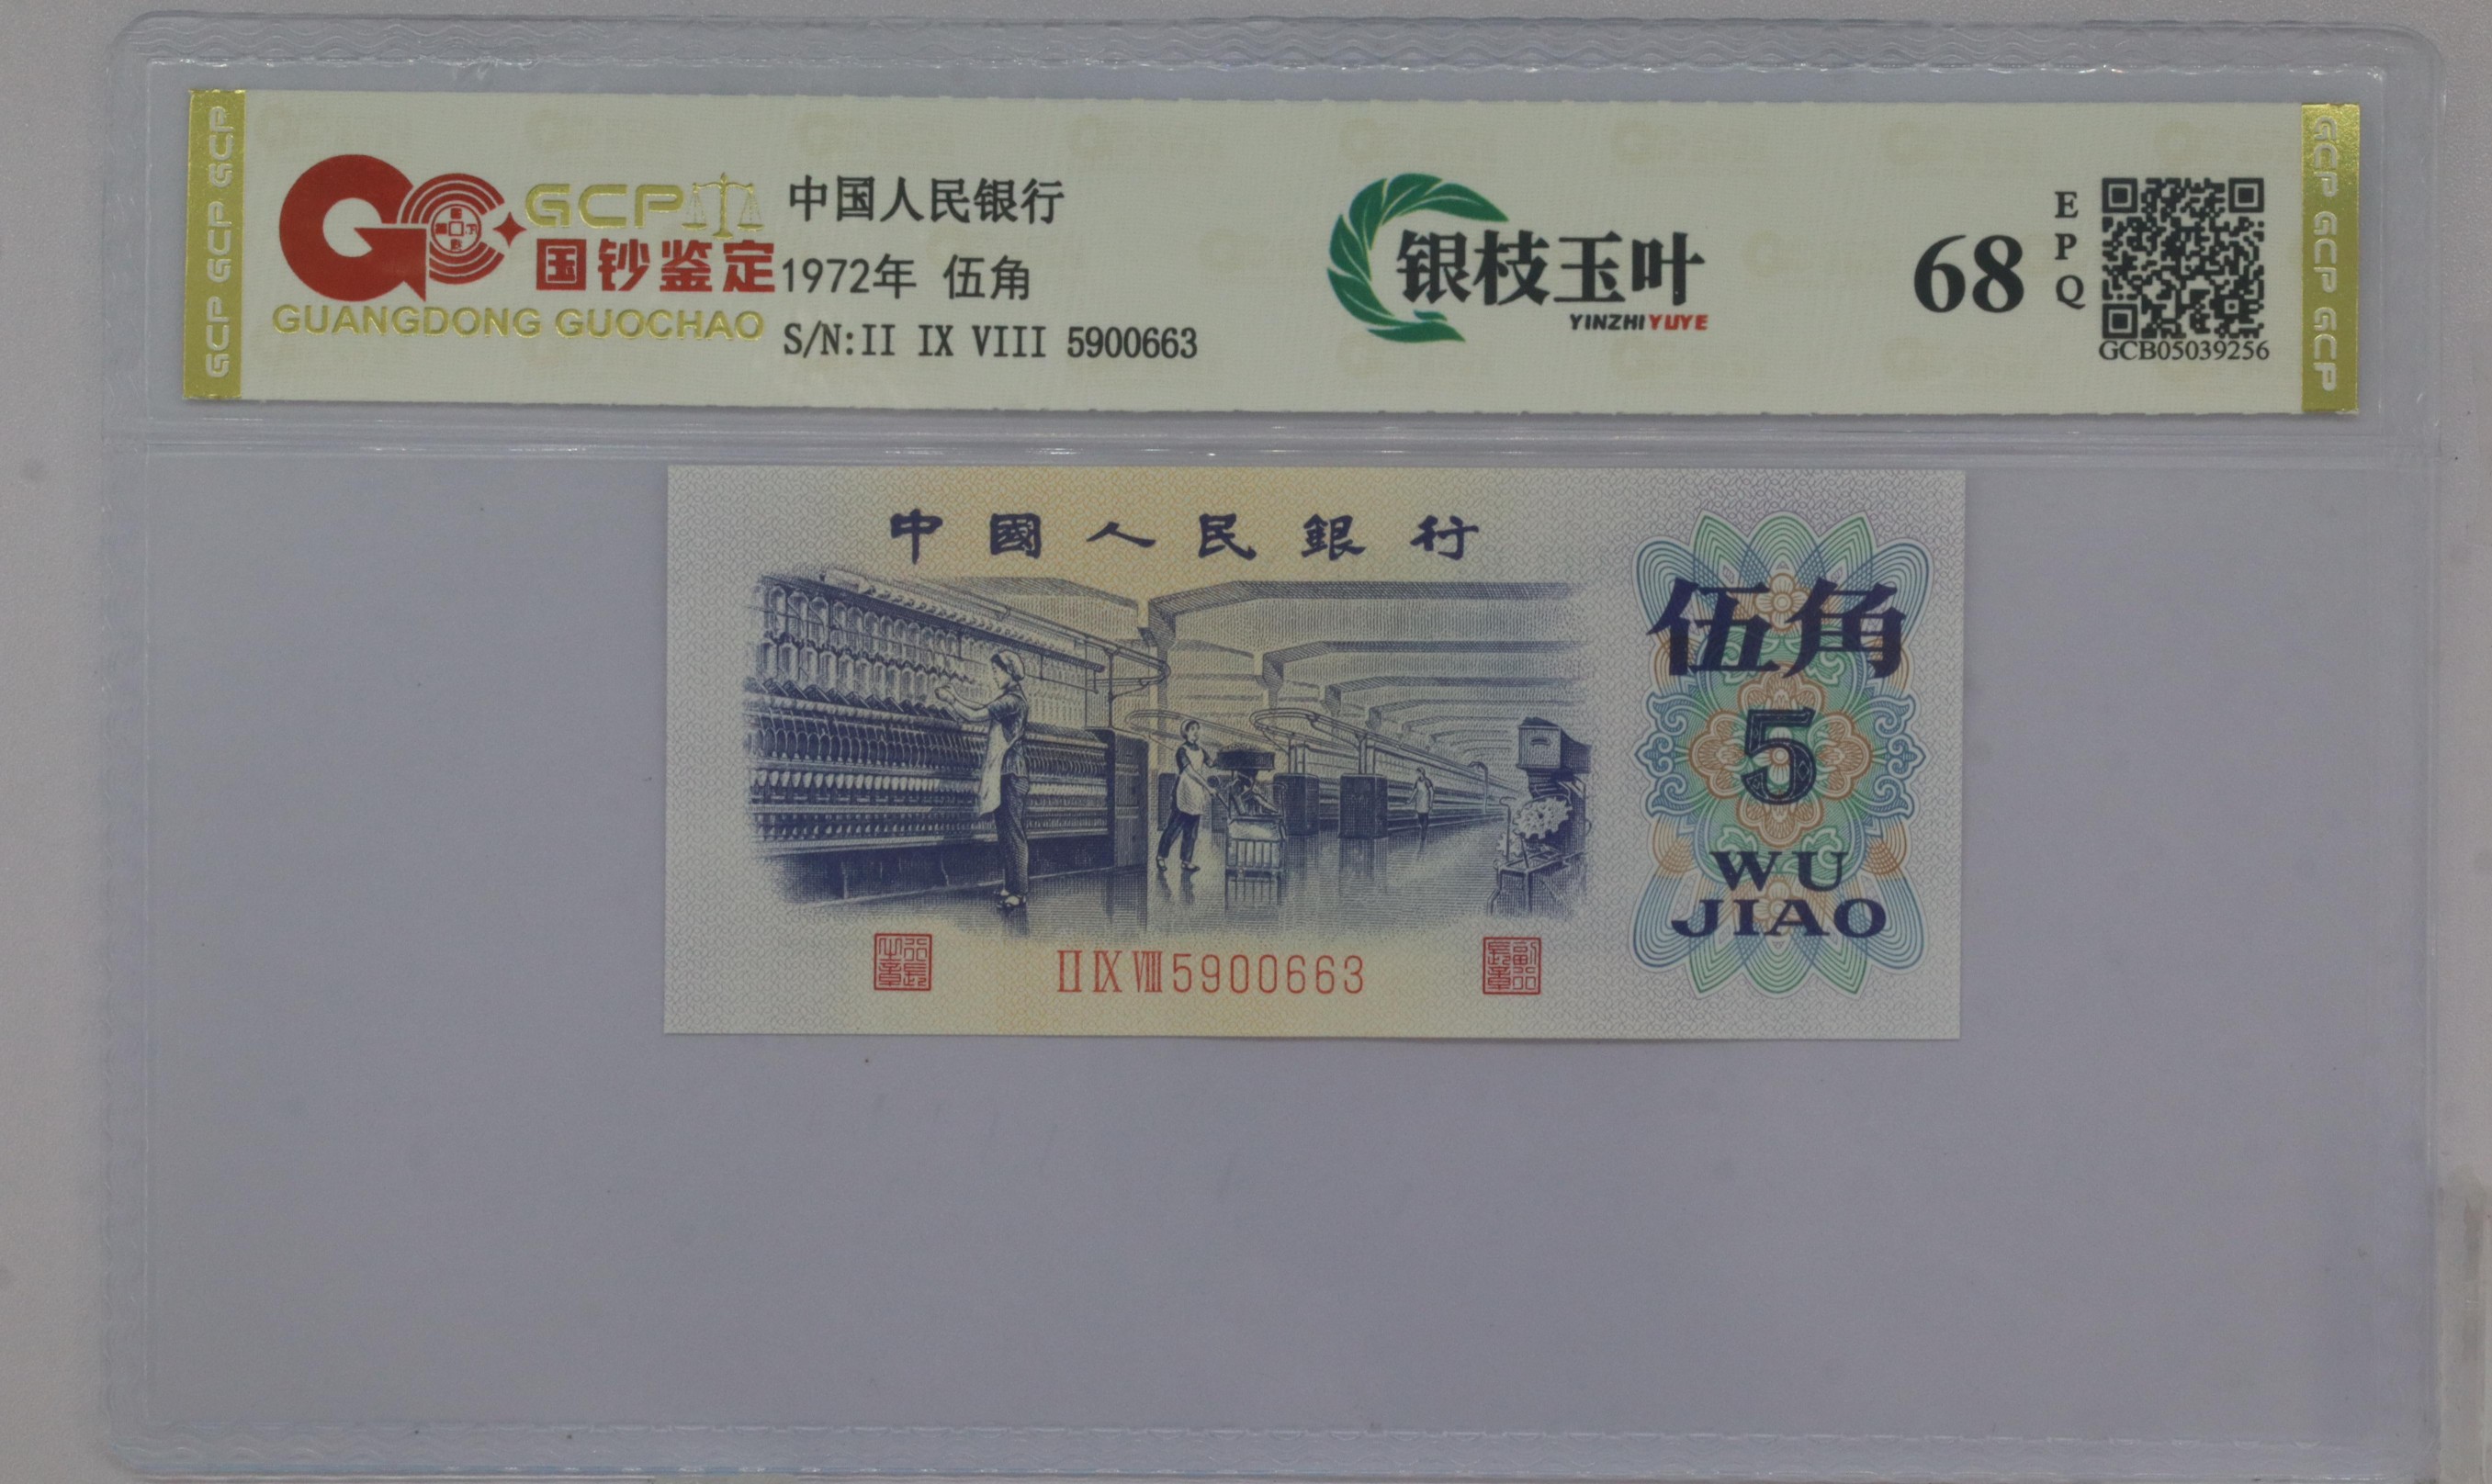 GCP GCP GCP
GCP
国钞鉴定
GUANGDONG GUOCHAO
中国人民银行
1972年 伍角
S/N:II IX VIII 5900663
银枝玉叶
YINZHIYUYE
68
EPQ
GCB05039256
GCP GCP GCP
中國人民銀行
伍角
5
WU
JIAO
II IX VIII 5900663